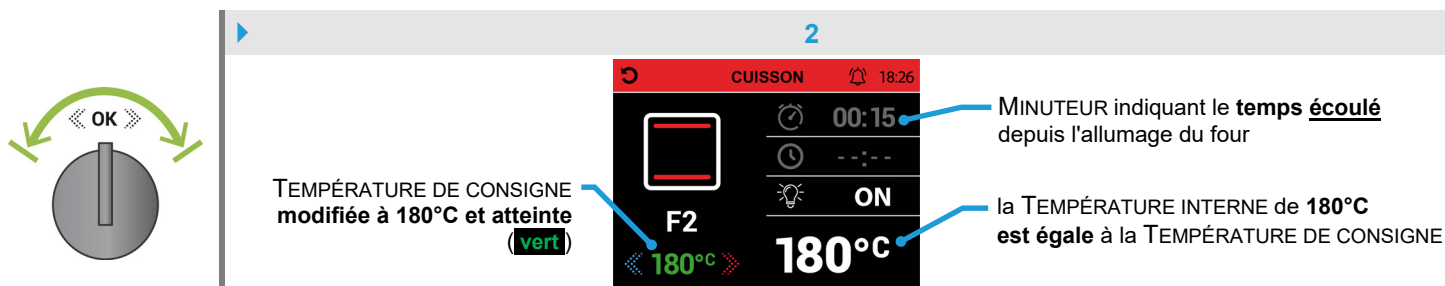 2
OK
CUISSON 18:26
00:15
--:--
ON
F2
180°C
180°C
TEMPÉRATURE DE CONSIGNE
modifiée à 180°C et atteinte
(vert)
MINUTEUR indiquant le temps écoulé
depuis l'allumage du four
la TEMPÉRATURE INTERNE de 180°C
est égale à la TEMPÉRATURE DE CONSIGNE